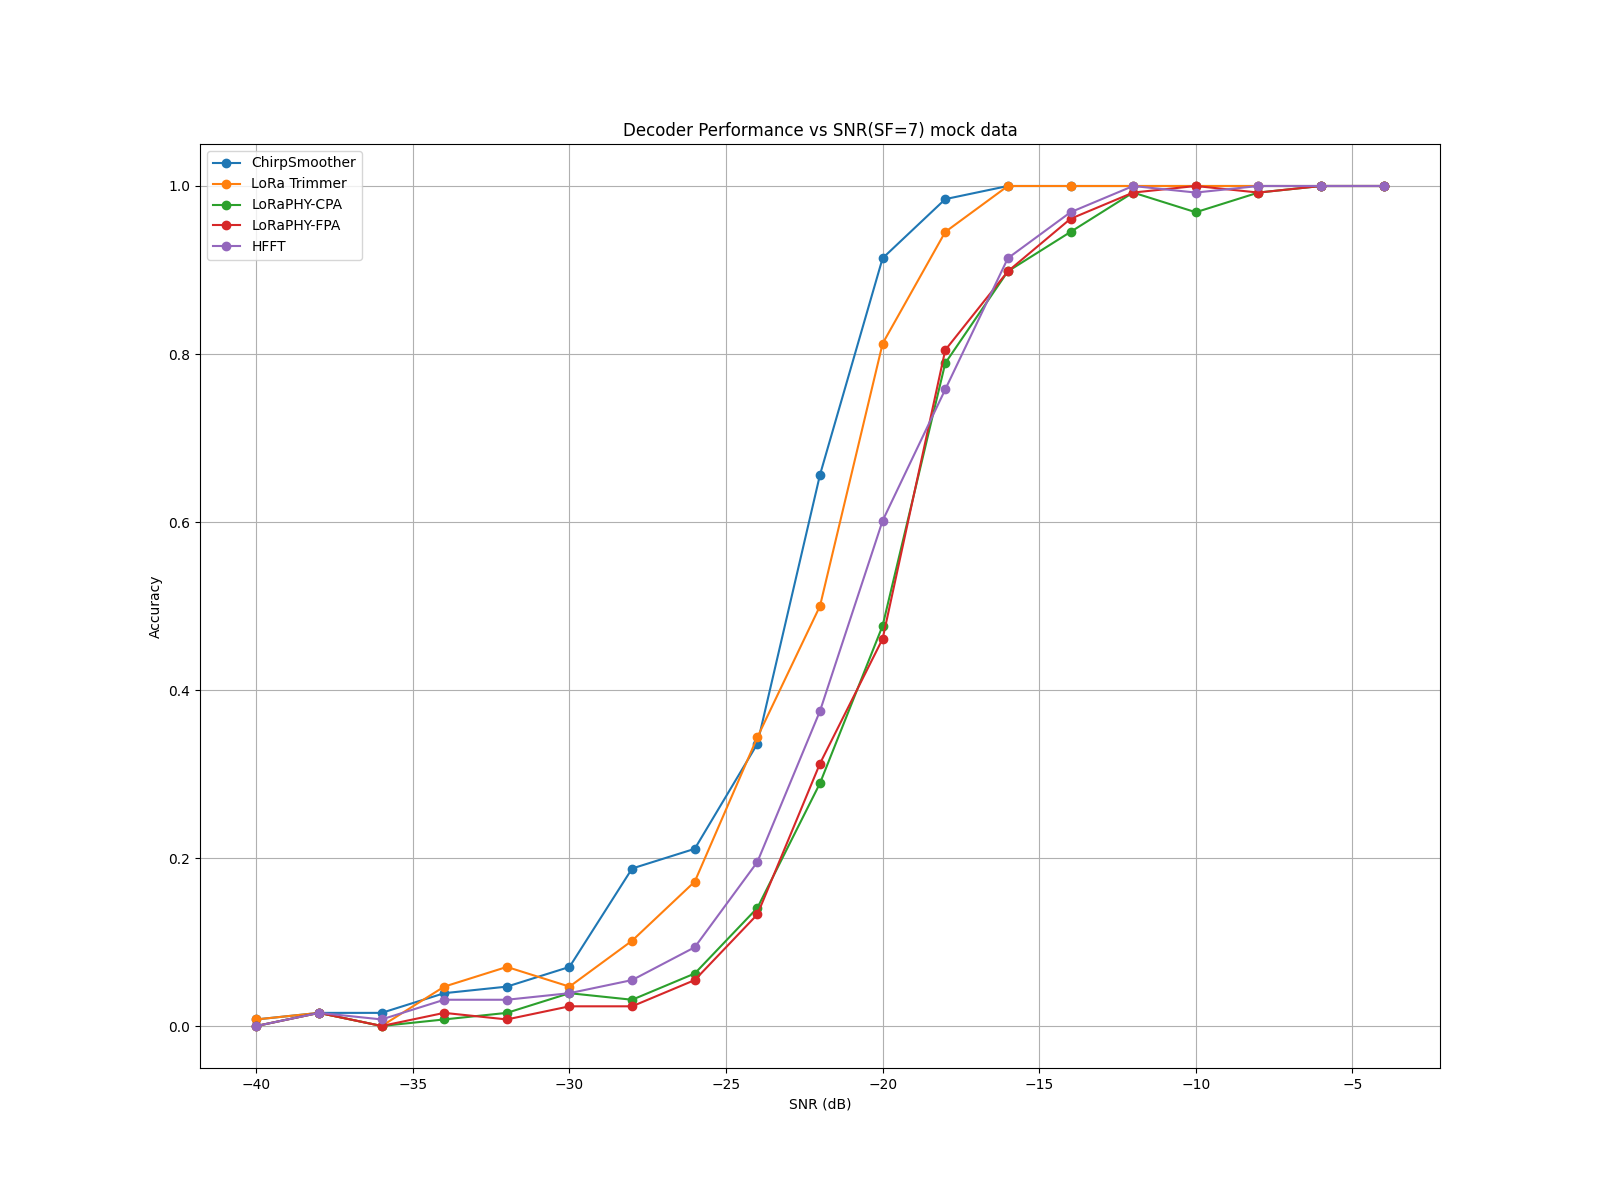 Decoder Performance vs SNR(SF=7) mock data
ChirpSmoother
LoRa Trimmer
LoRaPHY-CPA
LoRaPHY-FPA
HFFT
1.0
0.8
0.6
0.4
0.2
0.0
Accuracy
−40 −35 −30 −25 −20 −15 −10 −5
SNR (dB)